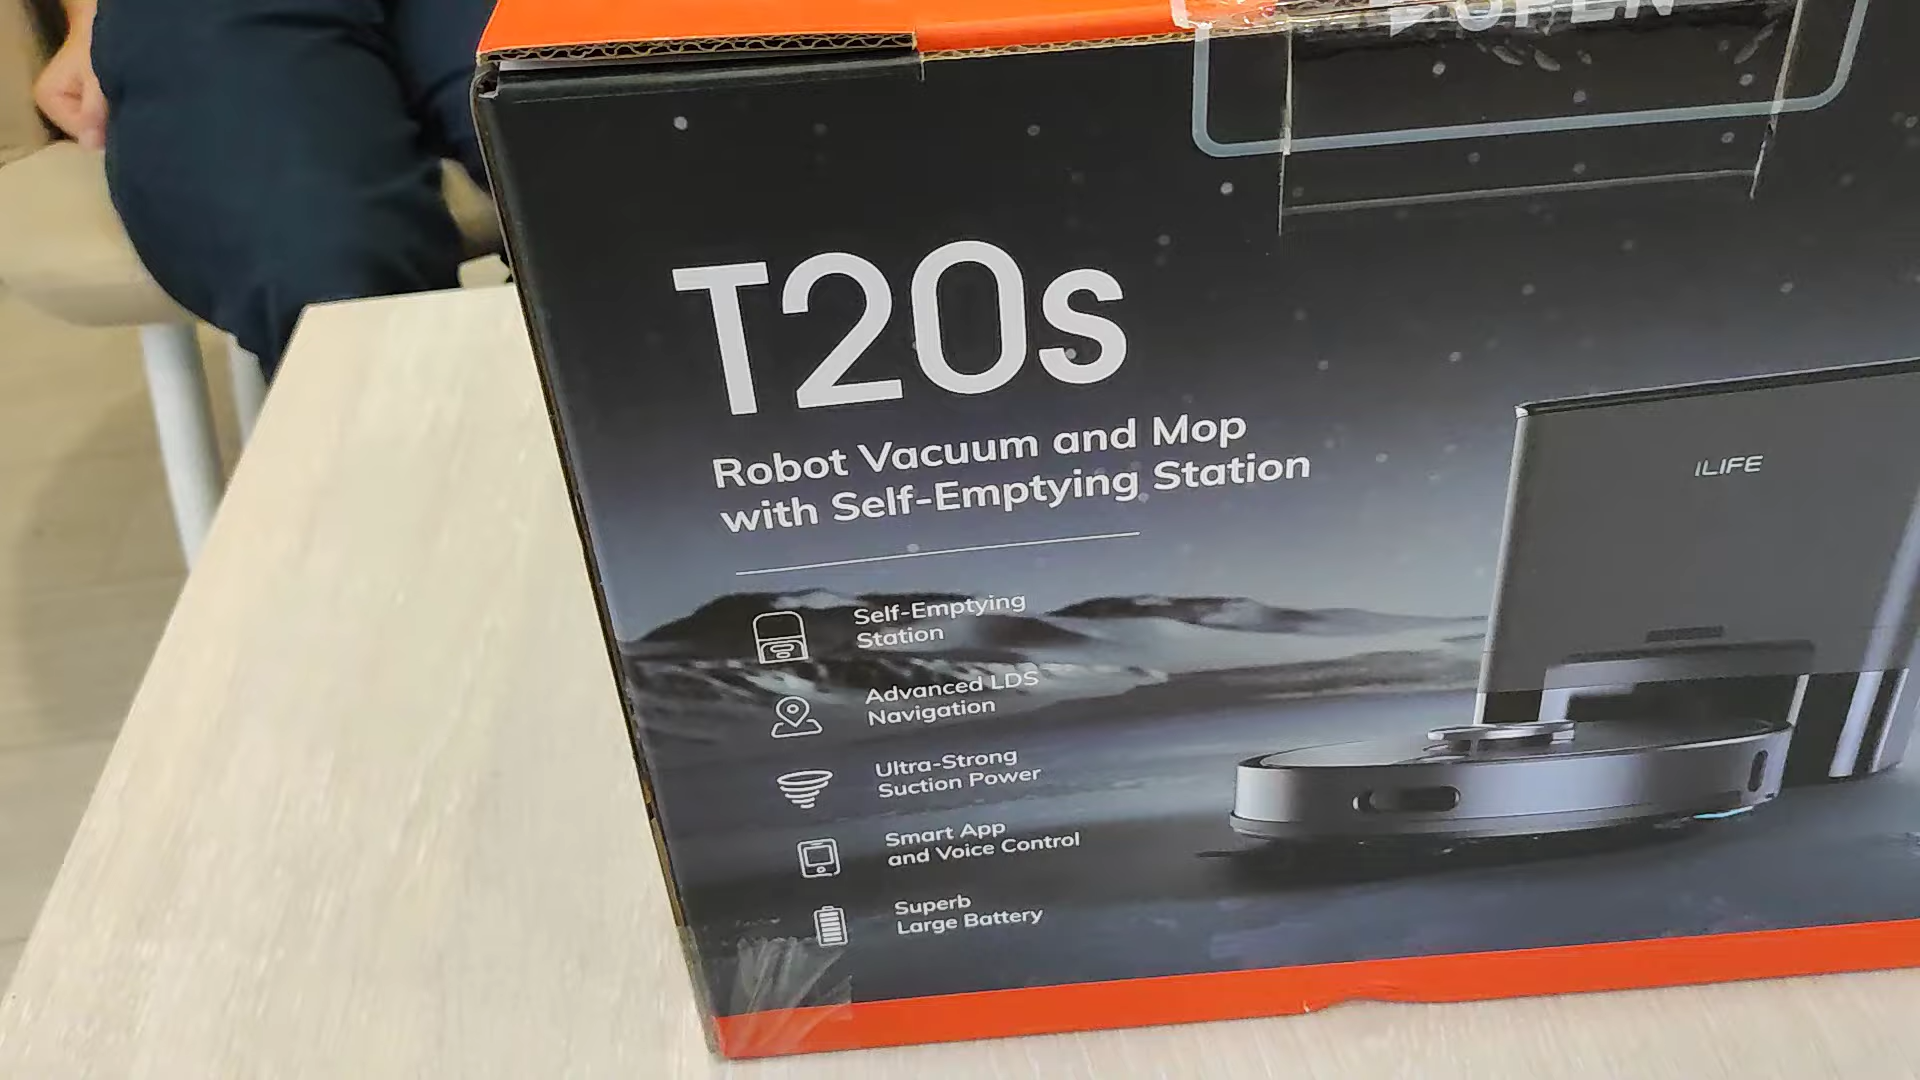 OPEN
T20s
Robot Vacuum and Mop
with Self-Emptying Station
ILIFE
Self-Emptying
Station
Advanced LDS
Navigation
Ultra-Strong
Suction Power
Smart App
and Voice Control
Superb
Large Battery